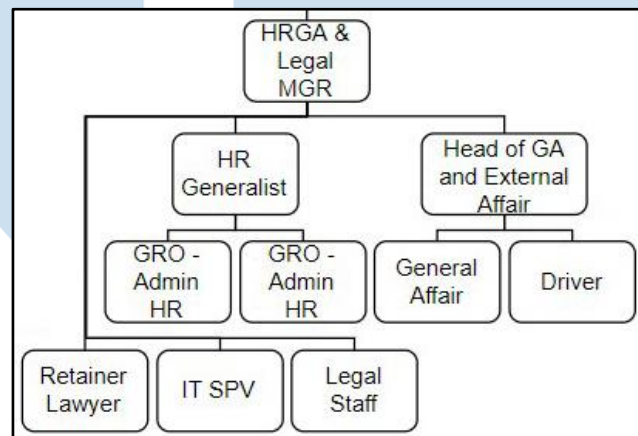 HRGA &
Legal
MGR
HR
Generalist
Head of GA
and External
Affair
GRO -
Admin
HR
GRO -
Admin
HR
General
Affair
Driver
Retainer
Lawyer
IT SPV
Legal
Staff